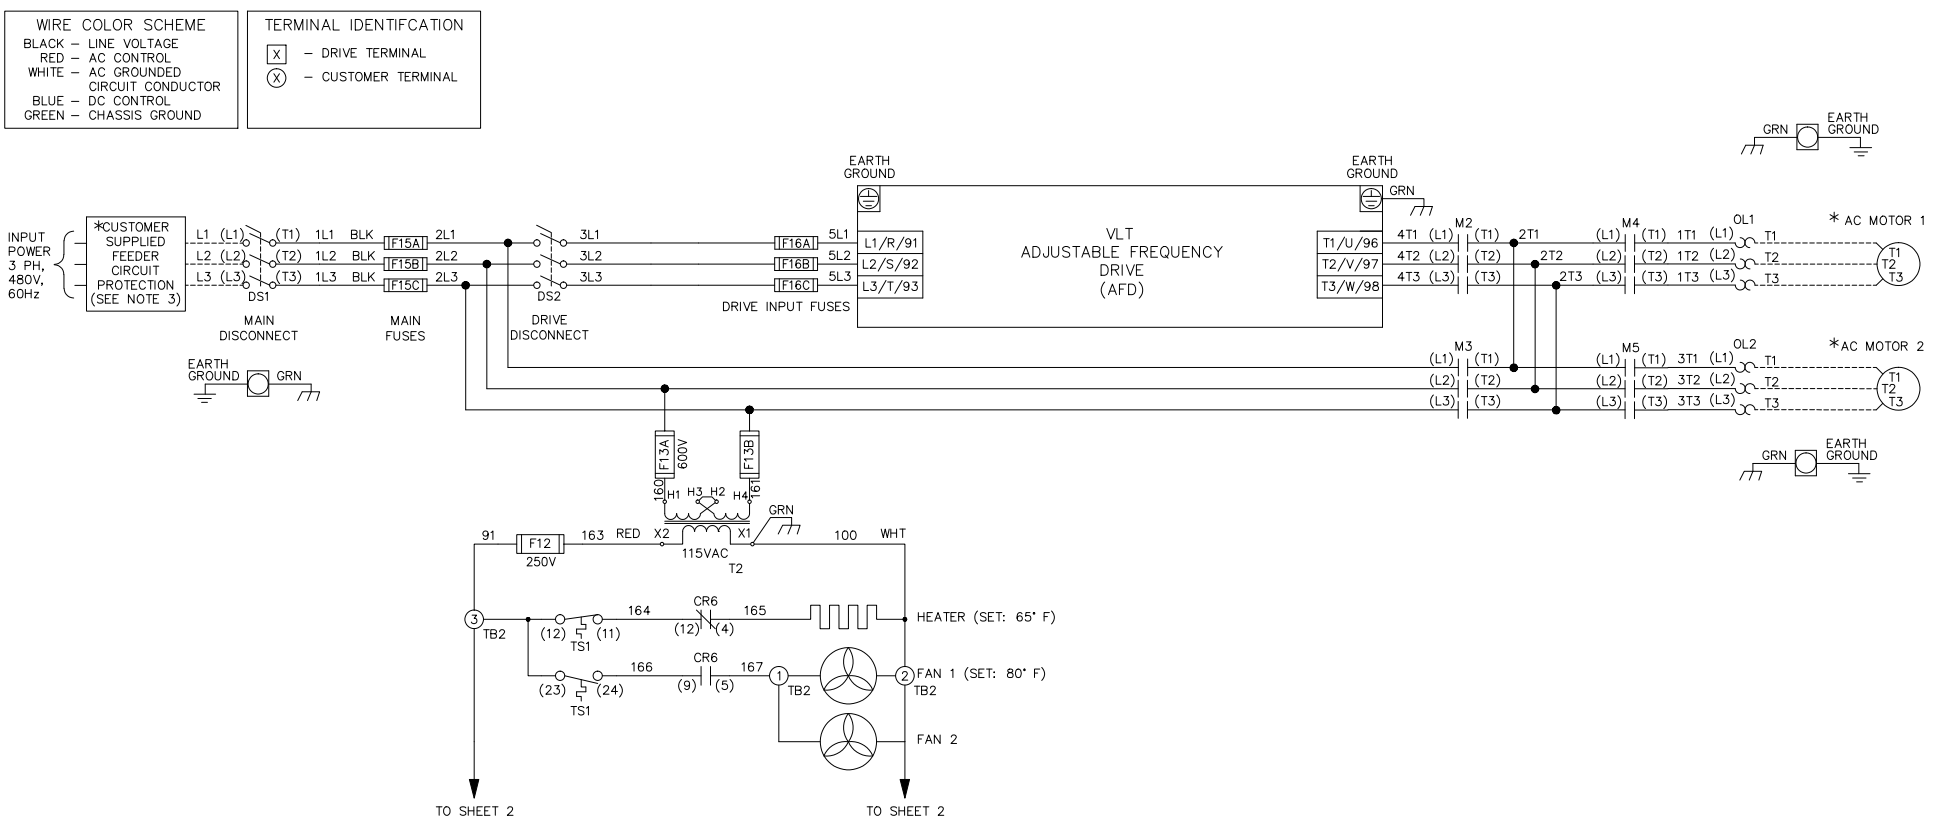 WIRE COLOR SCHEME
BLACK – LINE VOLTAGE
RED – AC CONTROL
WHITE – AC GROUNDED
CIRCUIT CONDUCTOR
BLUE – DC CONTROL
GREEN – CHASSIS GROUND
TERMINAL IDENTIFCATION
X – DRIVE TERMINAL
X – CUSTOMER TERMINAL
GRN
EARTH
GROUND
EARTH
GROUND
EARTH
GROUND
GRN
INPUT
POWER
3 PH,
480V,
60Hz
*CUSTOMER
SUPPLIED
FEEDER
CIRCUIT
PROTECTION
(SEE NOTE 3)
L1 (L1) (T1) 1L1 BLK F15A 2L1 3L1 F16A 5L1 L1/R/91
L2 (L2) (T2) 1L2 BLK F15B 2L2 3L2 F16B 5L2 L2/S/92
L3 (L3) (T3) 1L3 BLK F15C 2L3 3L3 F16C 5L3 L3/T/93
DS1
DS2
MAIN
DISCONNECT
MAIN
FUSES
DRIVE
DISCONNECT
DRIVE INPUT FUSES
VLT
ADJUSTABLE FREQUENCY
DRIVE
(AFD)
M2 M4 OL1 * AC MOTOR 1
T1/U/96 4T1 (L1) (T1) 2T1 (L1) (T1) 1T1 (L1) T1
T2/V/97 4T2 (L2) (T2) 2T2 (L2) (T2) 1T2 (L2) T2
T3/W/98 4T3 (L3) (T3) 2T3 (L3) (T3) 1T3 (L3) T3
T1
T2
T3
M3 M5 OL2 * AC MOTOR 2
(L1) (T1) (L1) (T1) 3T1 (L1) T1
(L2) (T2) (L2) (T2) 3T2 (L2) T2
(L3) (T3) (L3) (T3) 3T3 (L3) T3
T1
T2
T3
EARTH
GROUND
GRN
GRN
EARTH
GROUND
F13A
600V
F13B
160
161
H1 H3 H2 H4
GRN
91 F12 163 RED X2 X1 100 WHT
250V
115VAC
T2
3
TB2
(12) (11)
TS1
164
CR6
(12) (4)
165
HEATER (SET: 65° F)
(23) (24)
TS1
166
CR6
(9) (5)
167
1
TB2
2
TB2
FAN 1 (SET: 80° F)
FAN 2
TO SHEET 2
TO SHEET 2